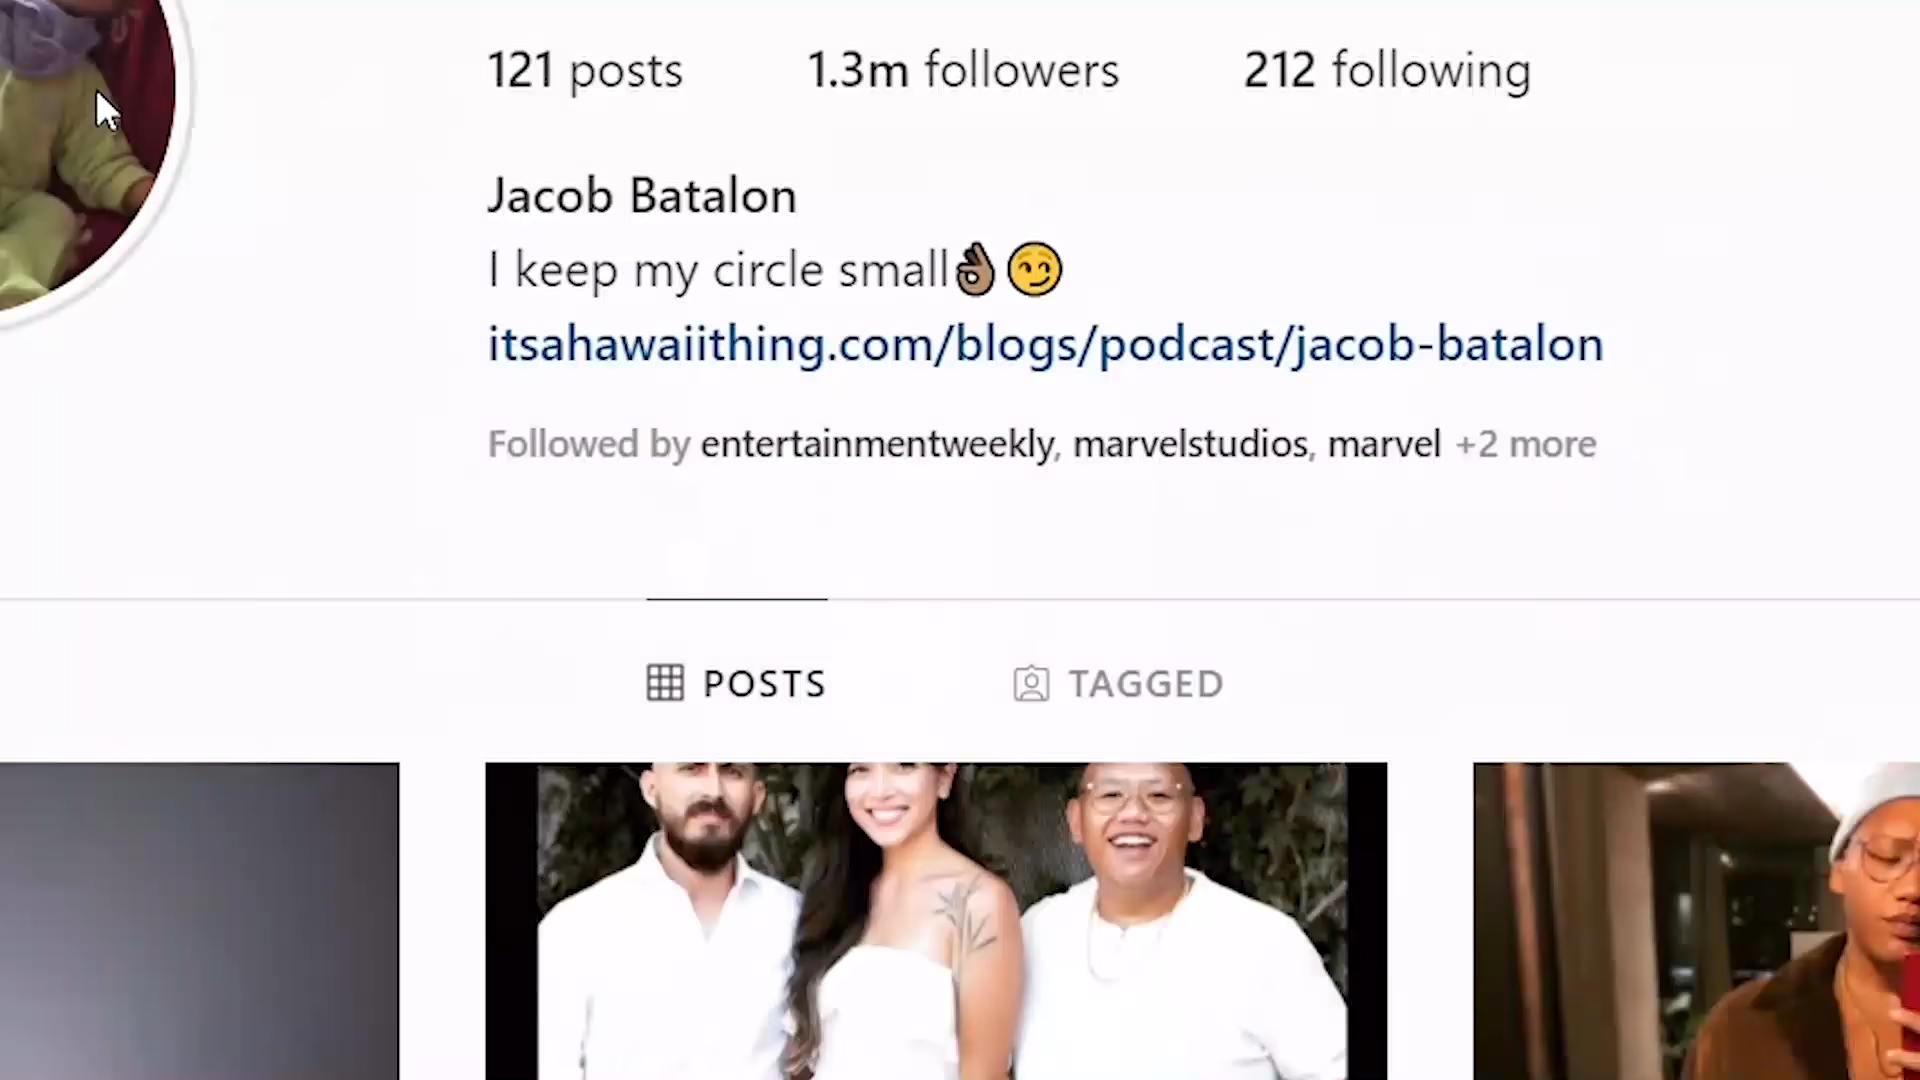 121 posts 1.3m followers 212 following
Jacob Batalon
I keep my circle small👌🏾😏
itsahawaiithing.com/blogs/podcast/jacob-batalon
Followed by entertainmentweekly, marvelstudios, marvel +2 more
POSTS TAGGED